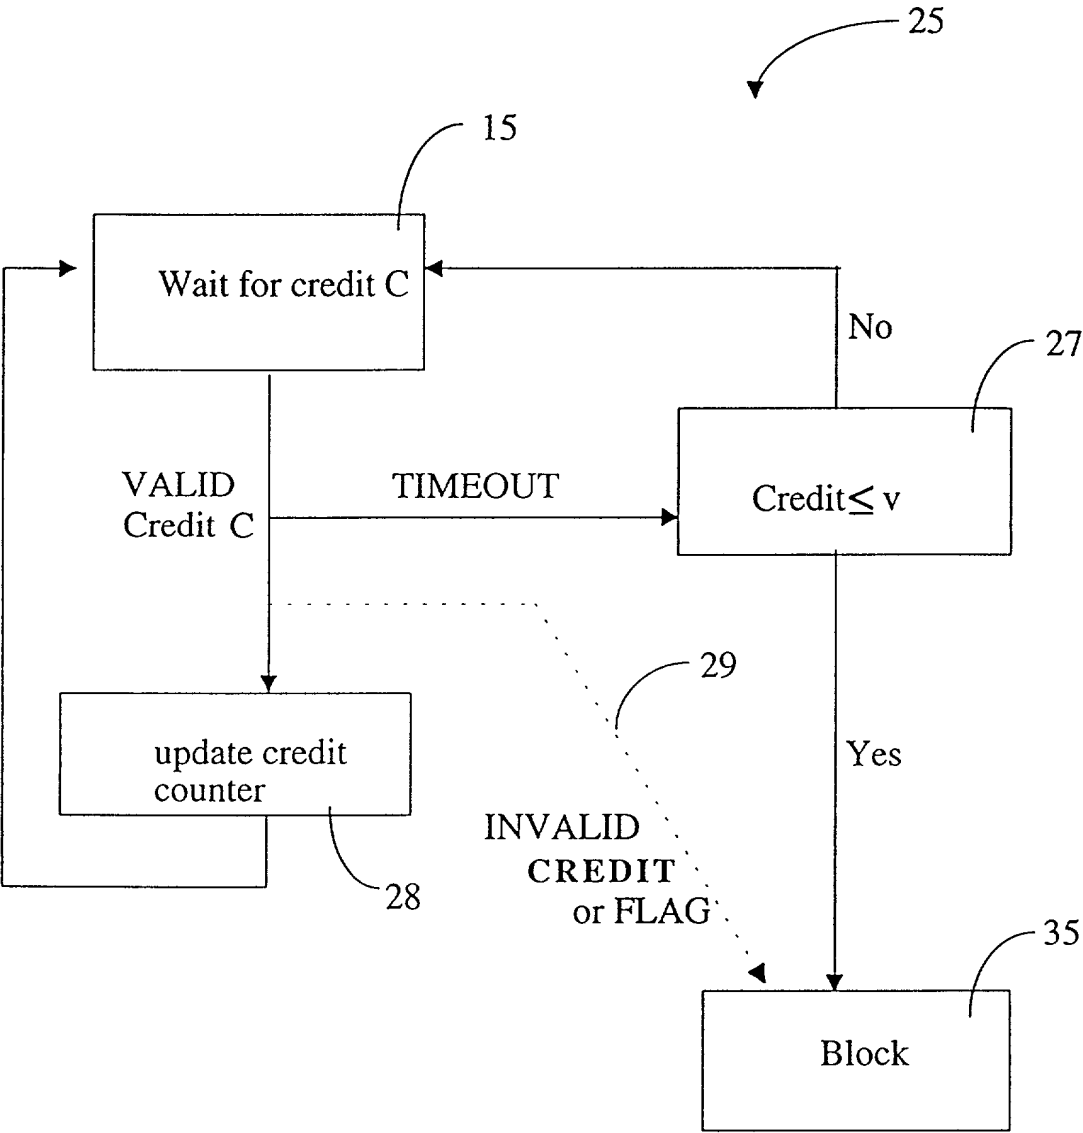 25
15
Wait for credit C
No
27
VALID
Credit C
TIMEOUT
Credit ≤ v
29
update credit
counter
Yes
INVALID
CREDIT
or FLAG
28
35
Block